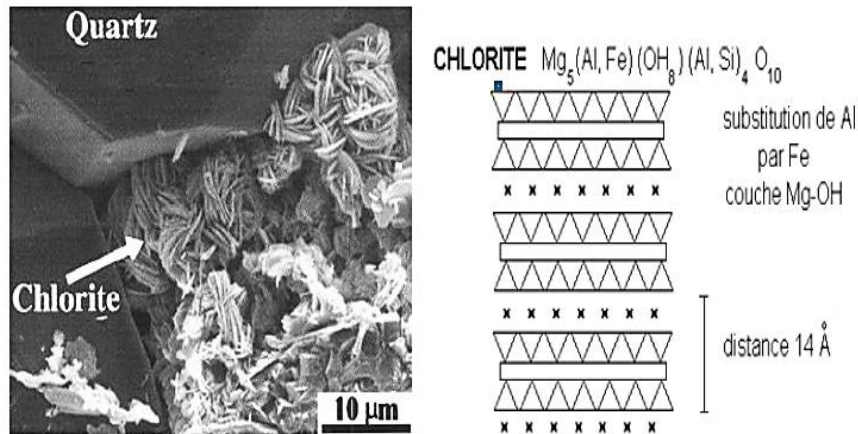 Quartz
Chlorite
10 µm
CHLORITE Mg₅(Al, Fe)(OH₈)(Al, Si)₄ O₁₀
substitution de Al
par Fe
couche Mg-OH
x x x x x x x
x x x x x x x
distance 14 Å
x x x x x x x